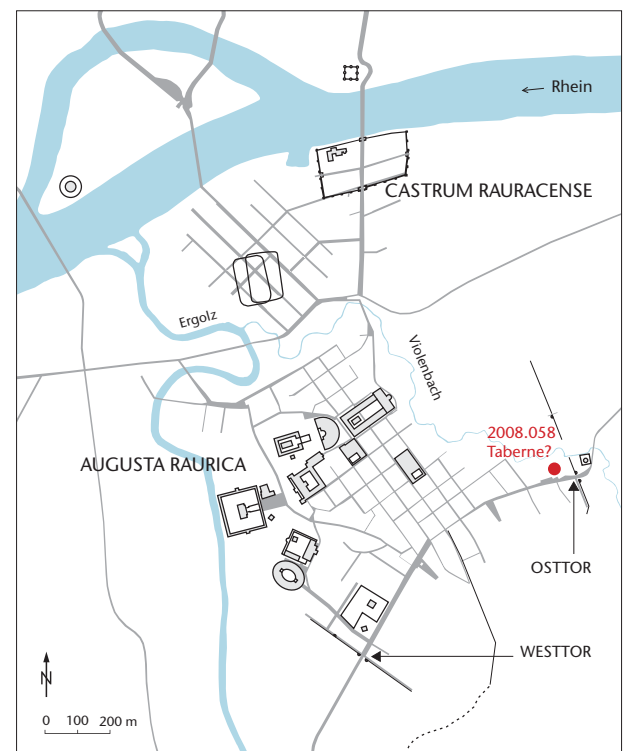 Rhein
CASTRUM RAURACENSE
Ergolz
Violenbach
2008.058
Taberne?
AUGUSTA RAURICA
OSTTOR
WESTTOR
N
0 100 200 m